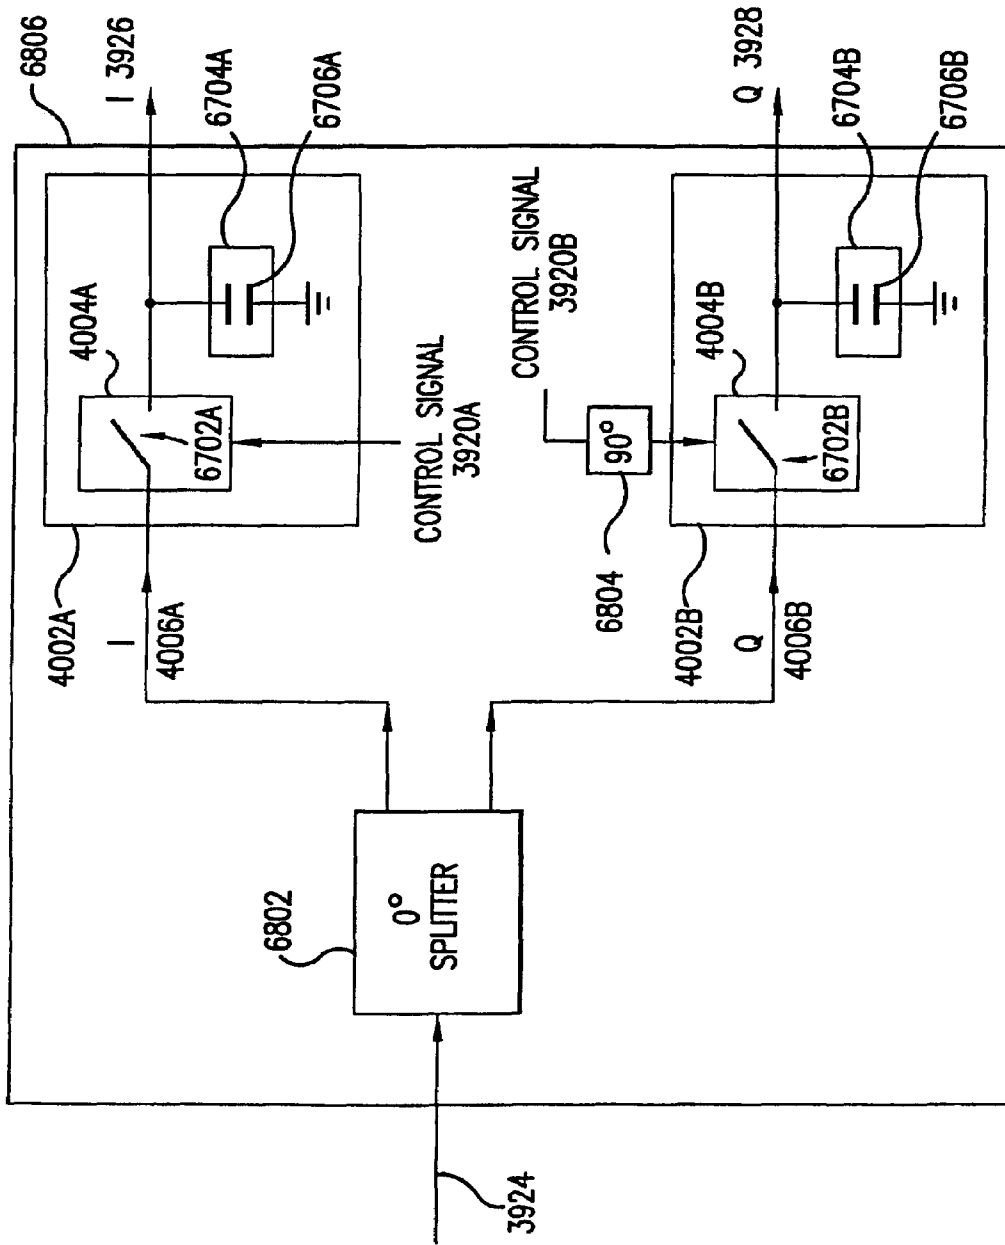 6806
I 3926
6704A
6706A
4004A
6702A
4002A
I
4006A
CONTROL SIGNAL
3920A
CONTROL SIGNAL
3920B
90°
6804
Q 3928
6704B
6706B
4004B
6702B
4002B
Q
4006B
6802
0°
SPLITTER
3924